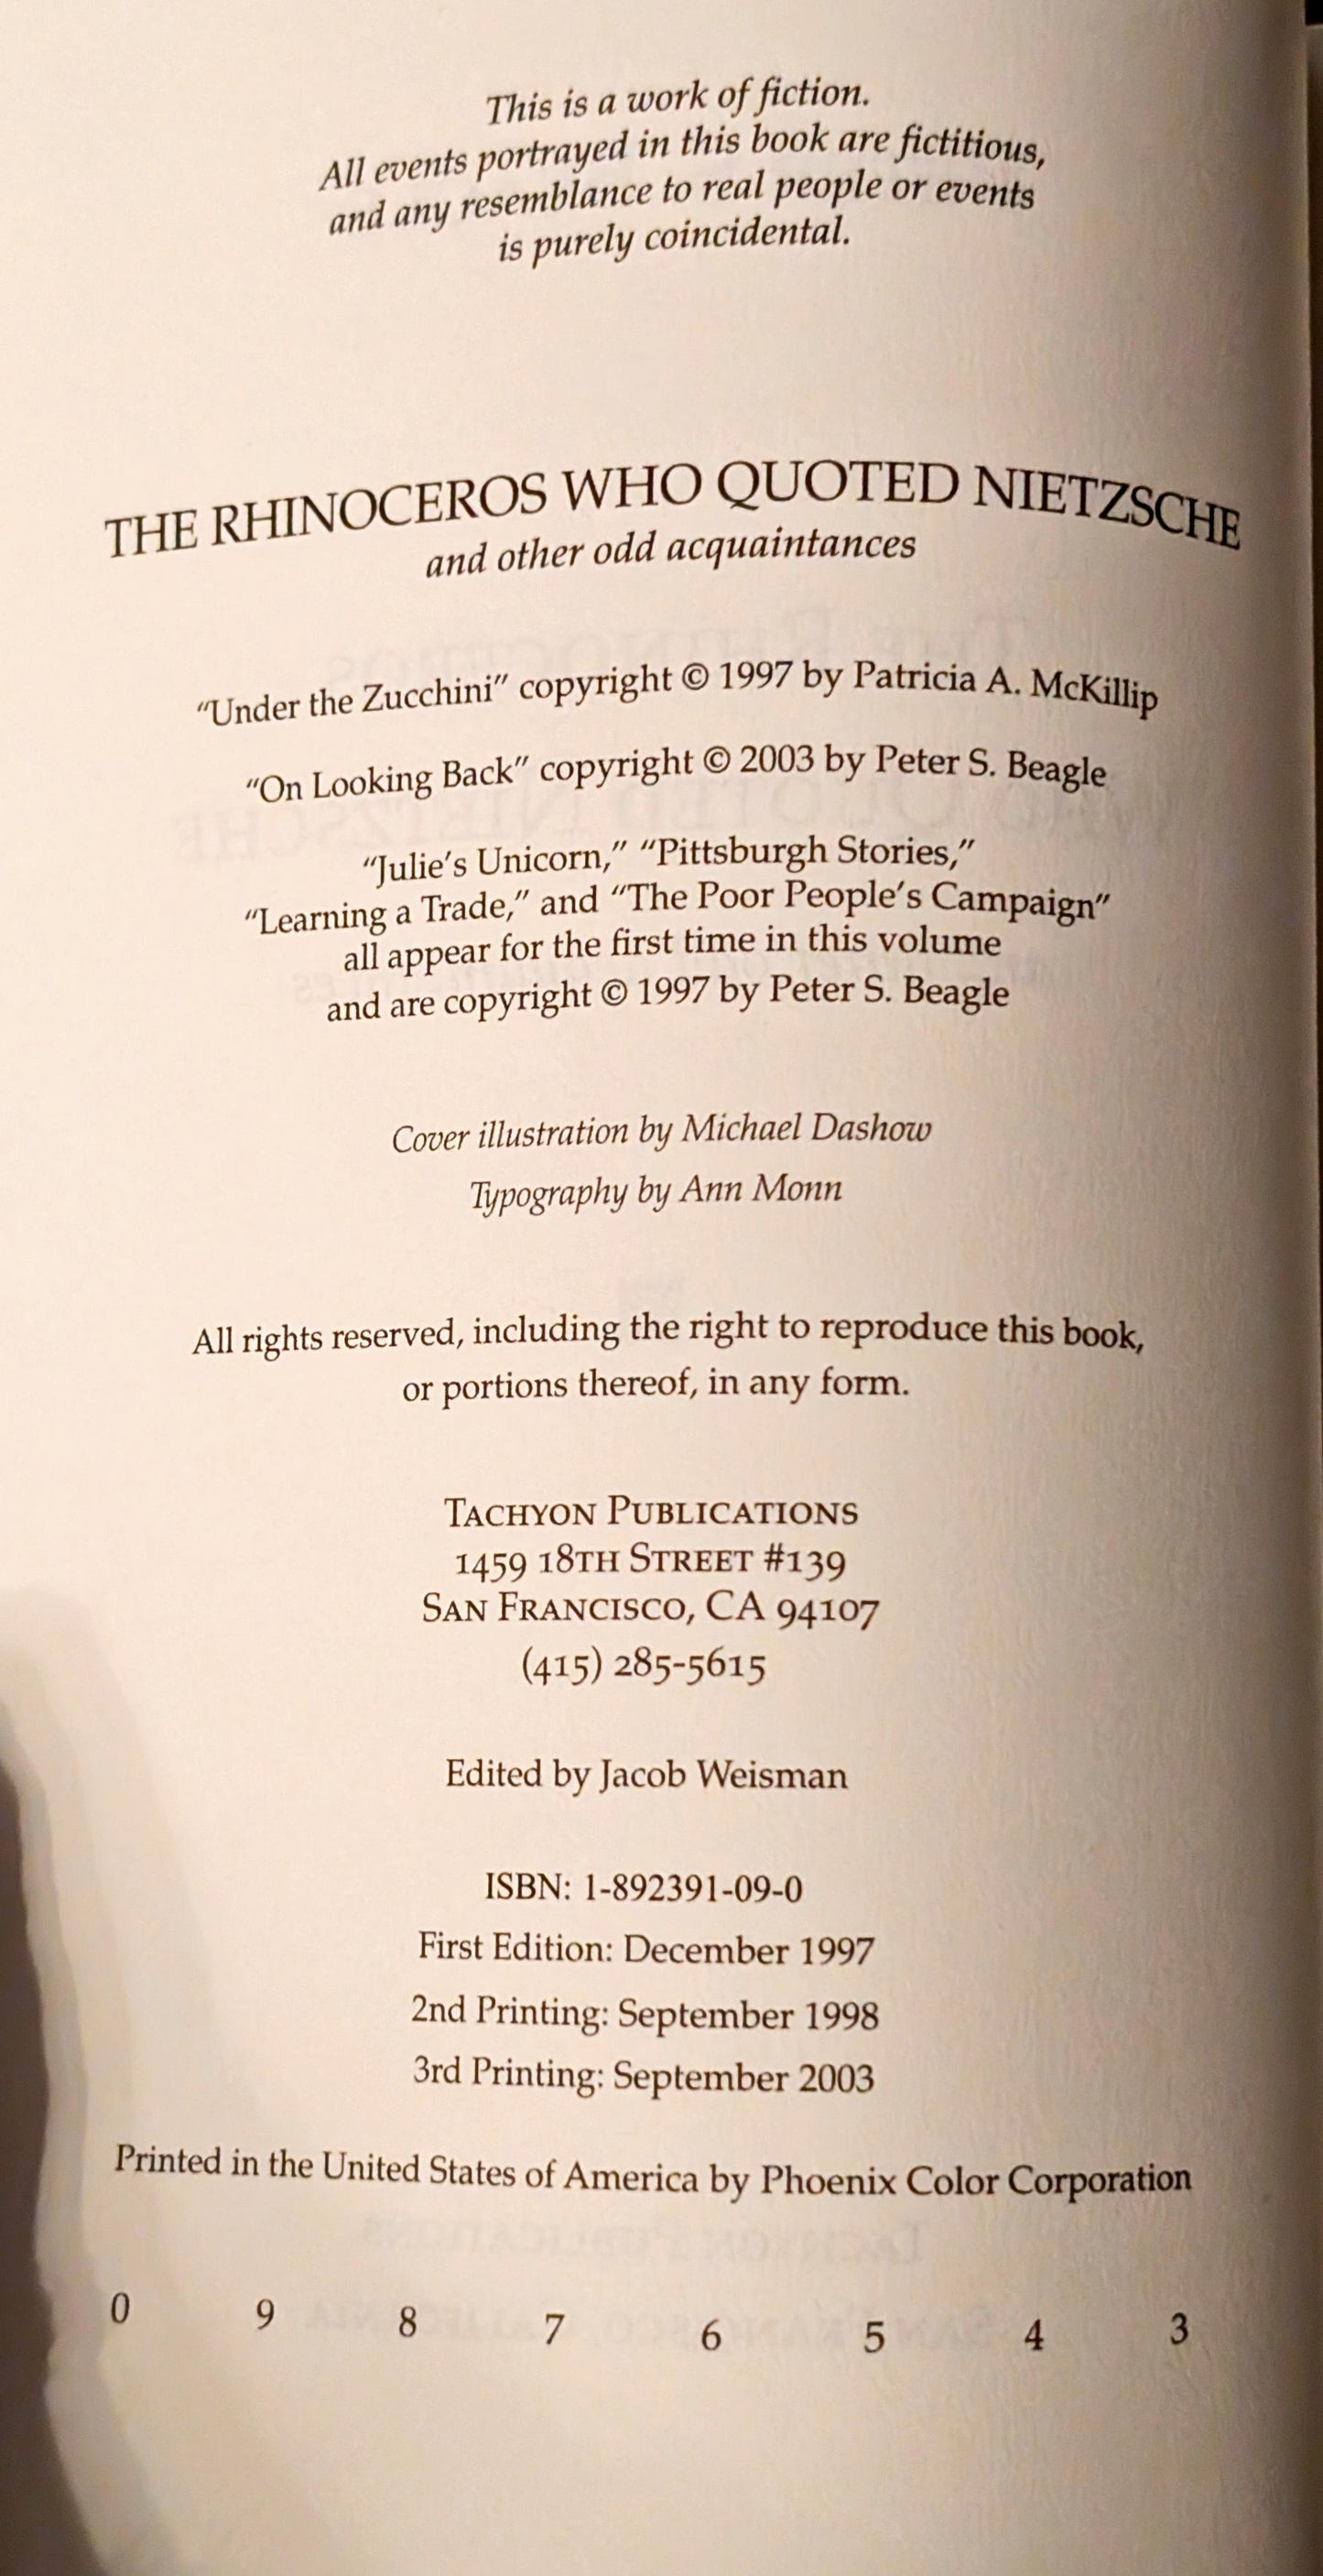 This is a work of fiction.
All events portrayed in this book are fictitious,
and any resemblance to real people or events
is purely coincidental.
THE RHINOCEROS WHO QUOTED NIETZSCHE
and other odd acquaintances
“Under the Zucchini” copyright © 1997 by Patricia A. McKillip
“On Looking Back” copyright © 2003 by Peter S. Beagle
“Julie’s Unicorn,” “Pittsburgh Stories,”
“Learning a Trade,” and “The Poor People’s Campaign”
all appear for the first time in this volume
and are copyright © 1997 by Peter S. Beagle
Cover illustration by Michael Dashow
Typography by Ann Monn
All rights reserved, including the right to reproduce this book,
or portions thereof, in any form.
TACHYON PUBLICATIONS
1459 18TH STREET #139
SAN FRANCISCO, CA 94107
(415) 285-5615
Edited by Jacob Weisman
ISBN: 1-892391-09-0
First Edition: December 1997
2nd Printing: September 1998
3rd Printing: September 2003
Printed in the United States of America by Phoenix Color Corporation
0 9 8 7 6 5 4 3